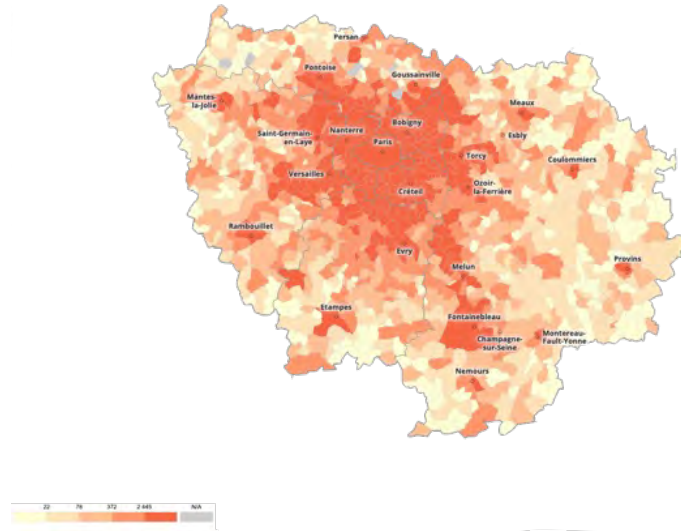 Persan
Pontoise
Goussainville
Mantes
-la-Jolie
Meaux
Saint-Germain-
en-Laye
Nanterre
Bobigny
Esbly
Paris
Torcy
Coulommiers
Versailles
Créteil
Ozoir-
la-Ferrière
Rambouillet
Evry
Provins
Melun
Etampes
Fontainebleau
Champagne-
sur-Seine
Montereau-
Fault-Yonne
Nemours
22 78 372 2 445 N/A